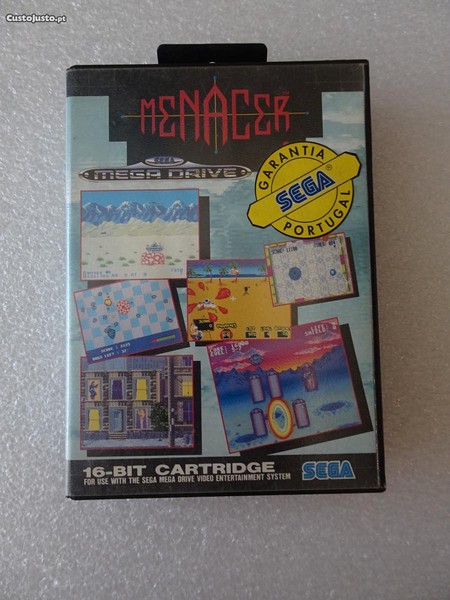 CustoJusto.pt
MENACER
SEGA
MEGA DRIVE
GARANTIA
SEGA
PORTUGAL
16-BIT CARTRIDGE
FOR USE WITH THE SEGA MEGA DRIVE VIDEO ENTERTAINMENT SYSTEM
SEGA